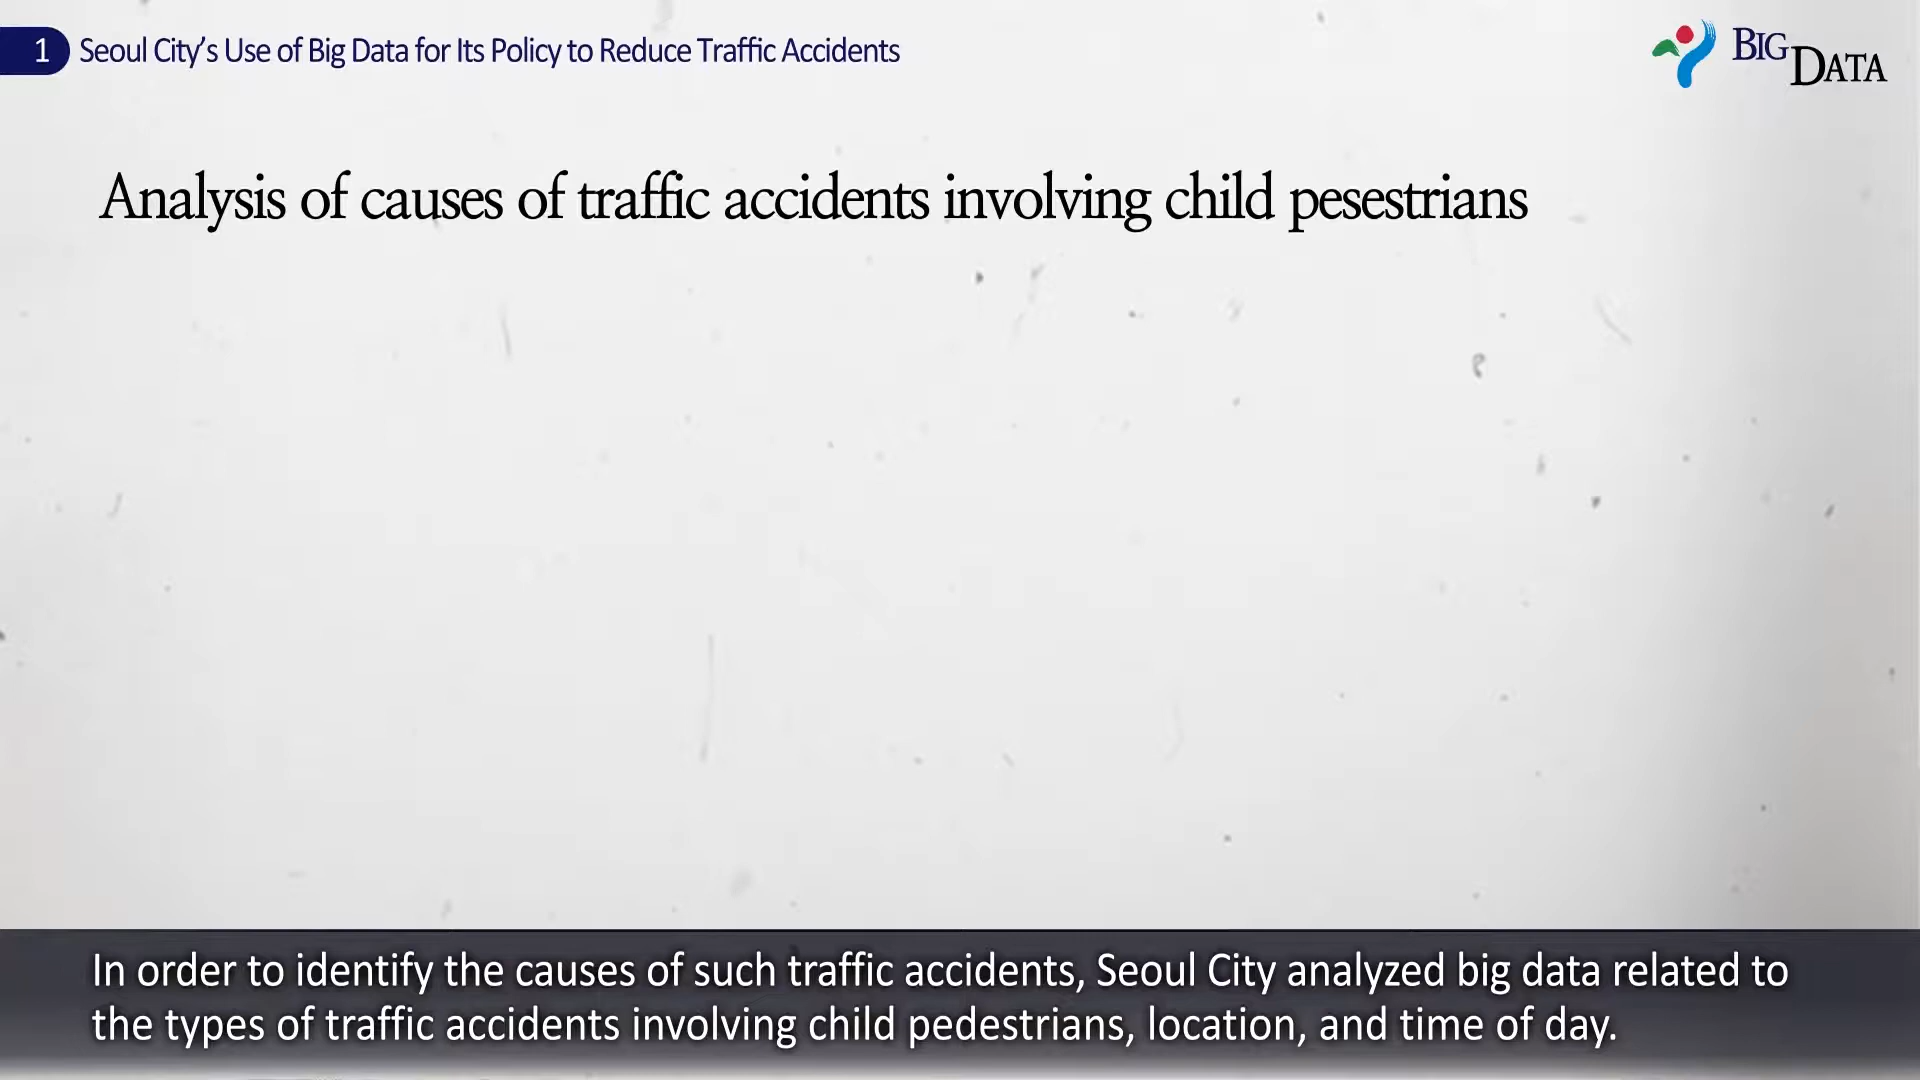 1 Seoul City's Use of Big Data for Its Policy to Reduce Traffic Accidents
BIG DATA
Analysis of causes of traffic accidents involving child pesestrians
In order to identify the causes of such traffic accidents, Seoul City analyzed big data related to
the types of traffic accidents involving child pedestrians, location, and time of day.